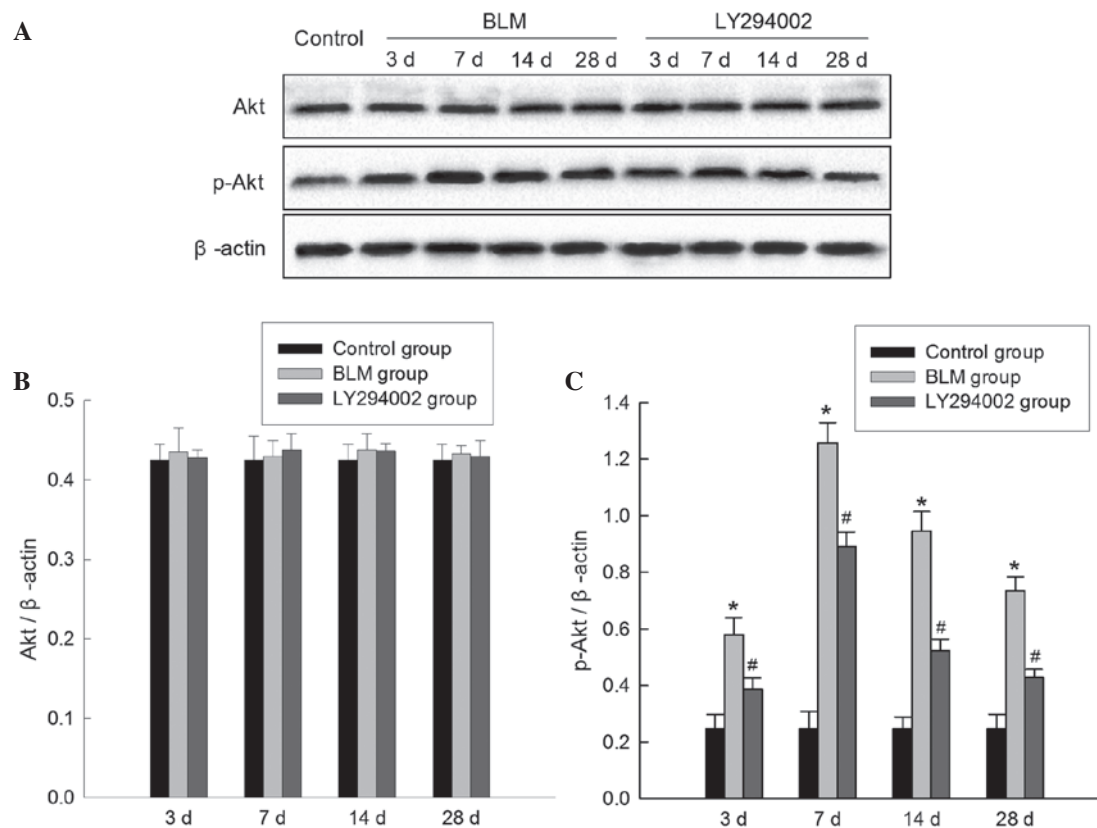 A
Control
BLM
LY294002
3 d 7 d 14 d 28 d 3 d 7 d 14 d 28 d
Akt
p-Akt
β -actin
B
Control group
BLM group
LY294002 group
Akt / β -actin
0.5
0.4
0.3
0.2
0.1
0.0
3 d 7 d 14 d 28 d
C
Control group
BLM group
LY294002 group
p-Akt / β -actin
1.4
1.2
1.0
0.8
0.6
0.4
0.2
0
* # * # * # * #
3 d 7 d 14 d 28 d